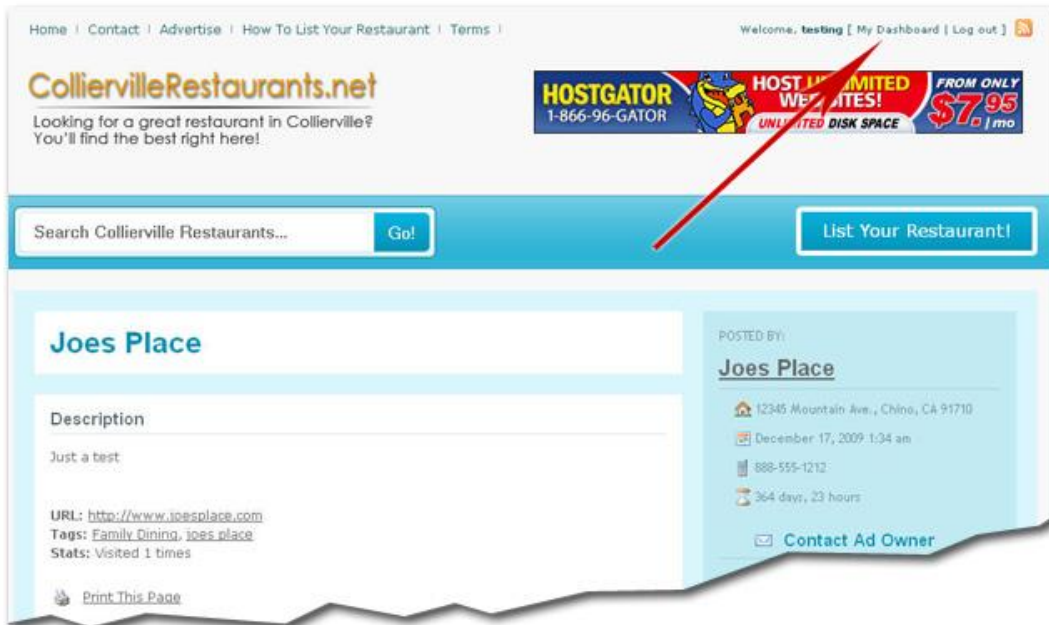 Home | Contact | Advertise | How To List Your Restaurant | Terms |
Welcome, testing [ My Dashboard | Log out ]
ColliervilleRestaurants.net
Looking for a great restaurant in Collierville?
You'll find the best right here!
HOSTGATOR
1-866-96-GATOR
HOST UNLIMITED
WEBSITES!
UNLIMITED DISK SPACE
FROM ONLY
$7.95
/mo
Search Collierville Restaurants...
Go!
List Your Restaurant!
Joes Place
Description
Just a test
URL: http://www.joesplace.com
Tags: Family Dining, joes place
Stats: Visited 1 times
Print This Page
POSTED BY:
Joes Place
12345 Mountain Ave., Chino, CA 91710
December 17, 2009 1:34 am
888-555-1212
364 days, 23 hours
Contact Ad Owner